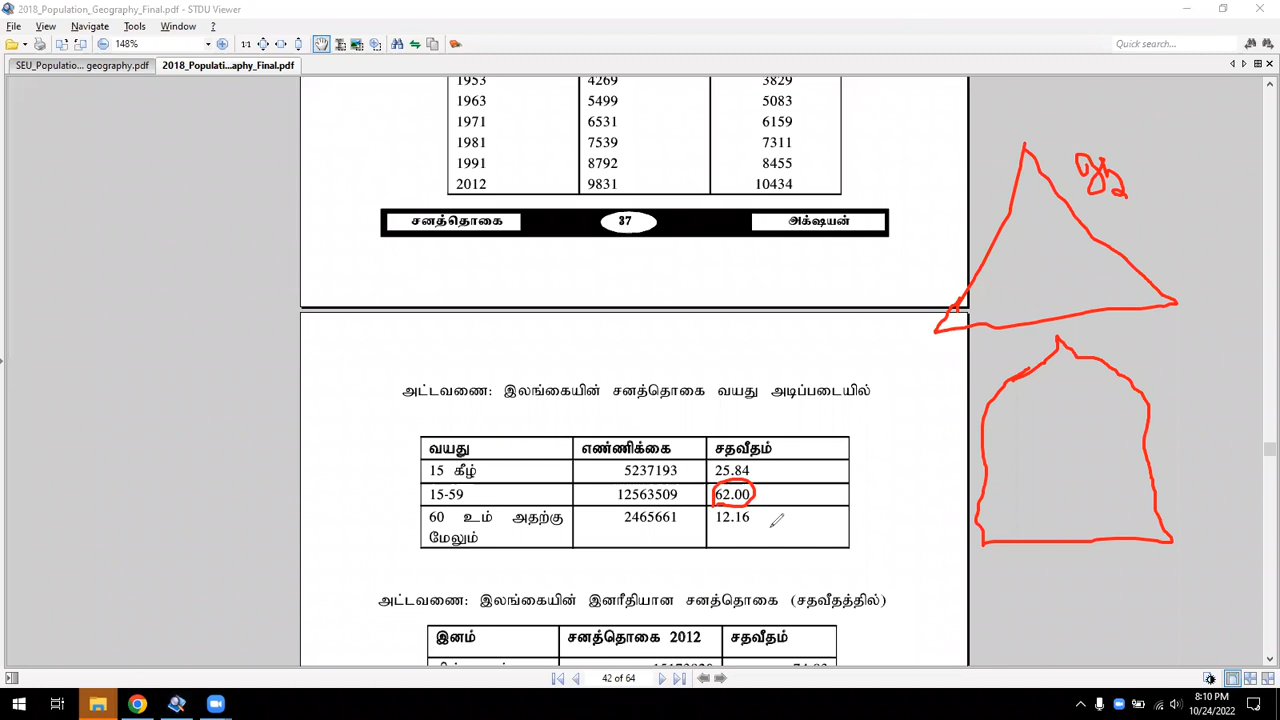 2018_Population_Geography_Final.pdf - STDU Viewer
File View Navigate Tools Window ?
148%
1:1
Quick search...
SEU_Populatio... geography.pdf 2018_Populati...aphy_Final.pdf
1953 4269 3829
1963 5499 5083
1971 6531 6159
1981 7539 7311
1991 8792 8455
2012 9831 10434
சனத்தொகை 37 அக்ஷயன்
அட்டவணை: இலங்கையின் சனத்தொகை வயது அடிப்படையில்
வயது எண்ணிக்கை சதவீதம்
15 கீழ் 5237193 25.84
15-59 12563509 62.00
60 உம் அதற்கு 2465661 12.16
மேலும்
அட்டவணை: இலங்கையின் இனரீதியான சனத்தொகை (சதவீதத்தில்)
இனம் சனத்தொகை 2012 சதவீதம்
42 of 64
8:10 PM
10/24/2022